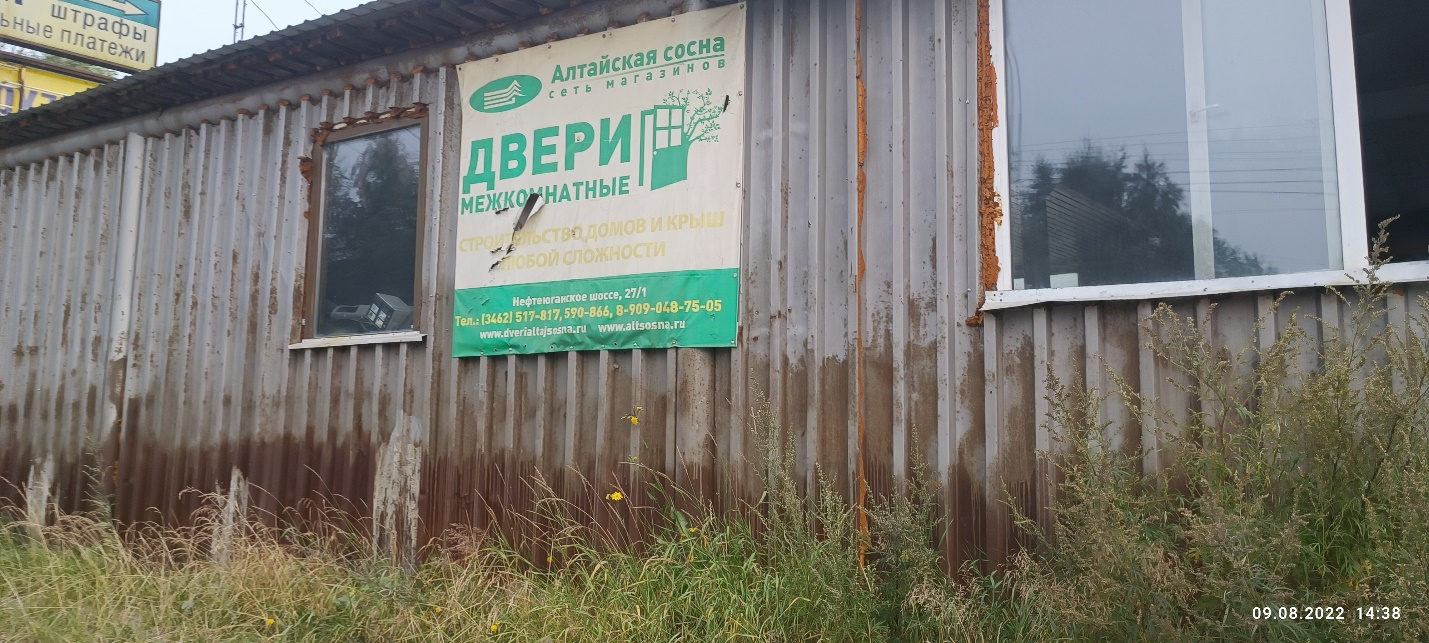 штрафы
платежи
Алтайская сосна
сеть магазинов
ДВЕРИ
МЕЖКОМНАТНЫЕ
СТРОИТЕЛЬСТВО ДОМОВ И КРЫШ
ЛЮБОЙ СЛОЖНОСТИ
Нефтеюганское шоссе, 27/1
Тел.: (3462) 517-817, 590-866, 8-909-048-75-05
www.dverialtajsosna.ru www.altsosna.ru
09.08.2022 14:38